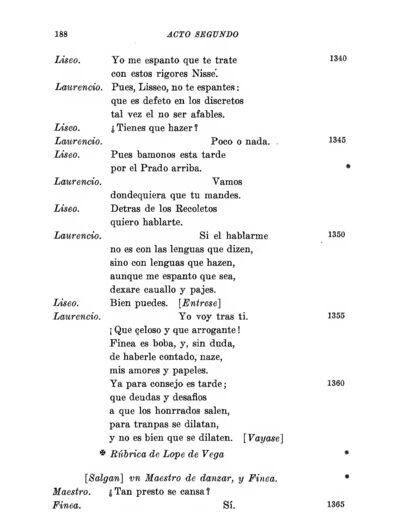 188 ACTO SEGUNDO
Liseo. Yo me espanto que te trate 1340
con estos rigores Nisse.
Laurencio. Pues, Lisseo, no te espantes:
que es defeto en los discretos
tal vez el no ser afables.
Liseo. ¿Tienes que hazer?
Laurencio. Poco o nada. 1345
Liseo. Pues bamonos esta tarde
por el Prado arriba. *
Laurencio. Vamos
dondequiera que tu mandes.
Liseo. Detras de los Recoletos
quiero hablarte.
Laurencio. Si el hablarme 1350
no es con las lenguas que dizen,
sino con lenguas que hazen,
aunque me espanto que sea,
dexare cauallo y pajes.
Liseo. Bien puedes. [Entrese]
Laurencio. Yo voy tras ti. 1355
¡Que çeloso y que arrogante!
Finea es boba, y, sin duda,
de haberle contado, naze,
mis amores y papeles.
Ya para consejo es tarde; 1360
que deudas y desafios
a que los honrrados salen,
para tranpas se dilatan,
y no es bien que se dilaten. [Vayase]
✠ Rúbrica de Lope de Vega *
[Salgan] vn Maestro de danzar, y Finea. *
Maestro. ¿Tan presto se cansa?
Finea. Sí. 1365